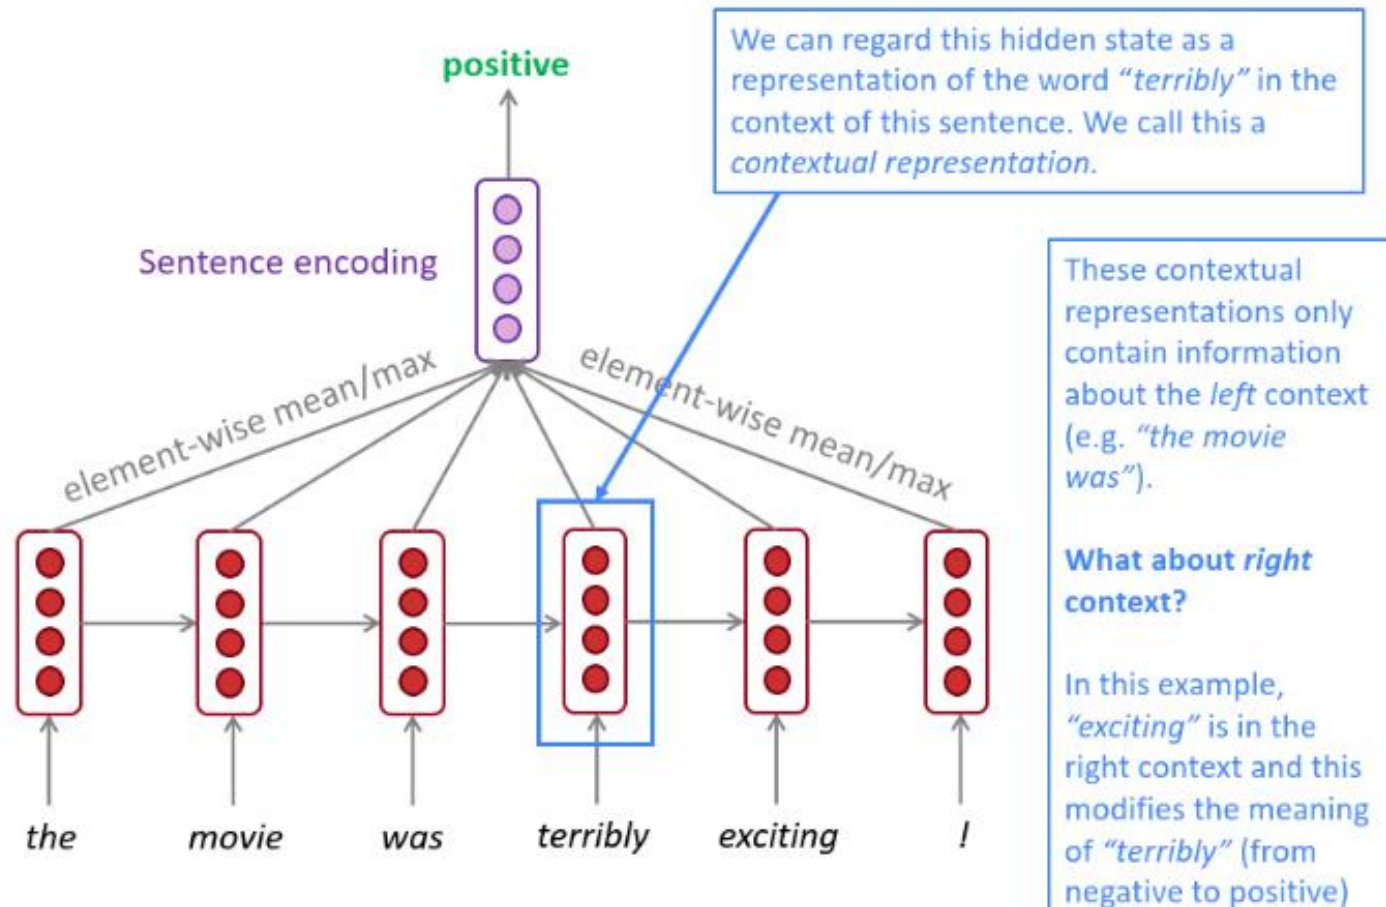 positive
We can regard this hidden state as a
representation of the word “terribly” in the
context of this sentence. We call this a
contextual representation.
Sentence encoding
element-wise mean/max
element-wise mean/max
These contextual
representations only
contain information
about the left context
(e.g. “the movie
was”).
What about right
context?
In this example,
“exciting” is in the
right context and this
modifies the meaning
of “terribly” (from
negative to positive)
the movie was terribly exciting !